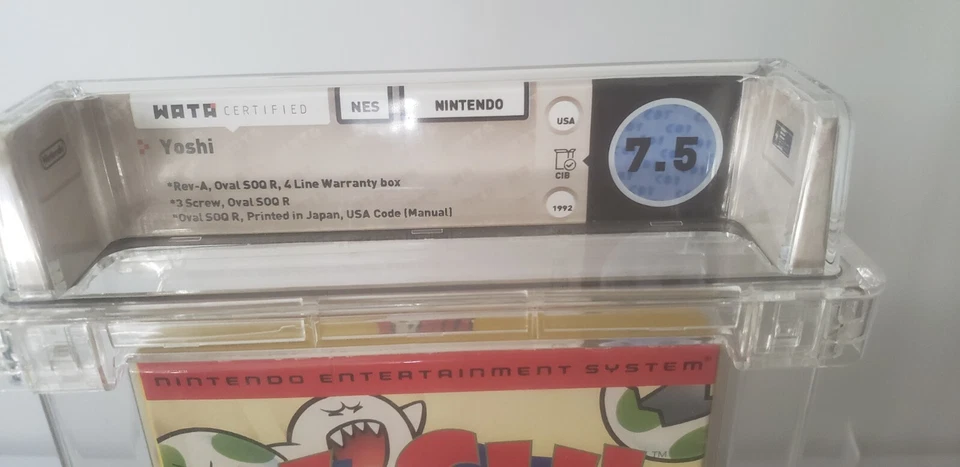 WATA CERTIFIED
NES
NINTENDO
Yoshi
*Rev-A, Oval SOQ R, 4 Line Warranty box
*3 Screw, Oval SOQ R
*Oval SOQ R, Printed in Japan, USA Code [Manual]
USA
CIB
1992
7.5
NINTENDO ENTERTAINMENT SYSTEM®
TM